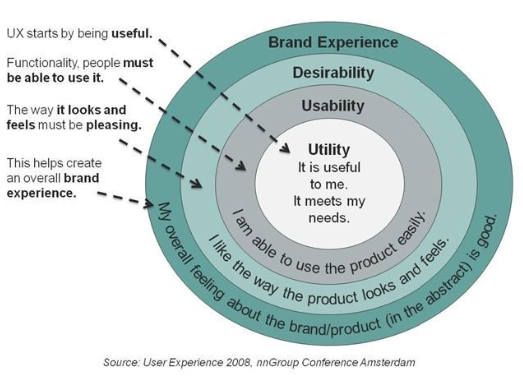 UX starts by being useful.
Functionality, people must
be able to use it.
The way it looks and
feels must be pleasing.
This helps create
an overall brand
experience.
Brand Experience
Desirability
Usability
Utility
It is useful
to me.
It meets my
needs.
I am able to use the product easily.
I like the way the product looks and feels.
My overall feeling about the brand/product (in the abstract) is good.
Source: User Experience 2008, nnGroup Conference Amsterdam